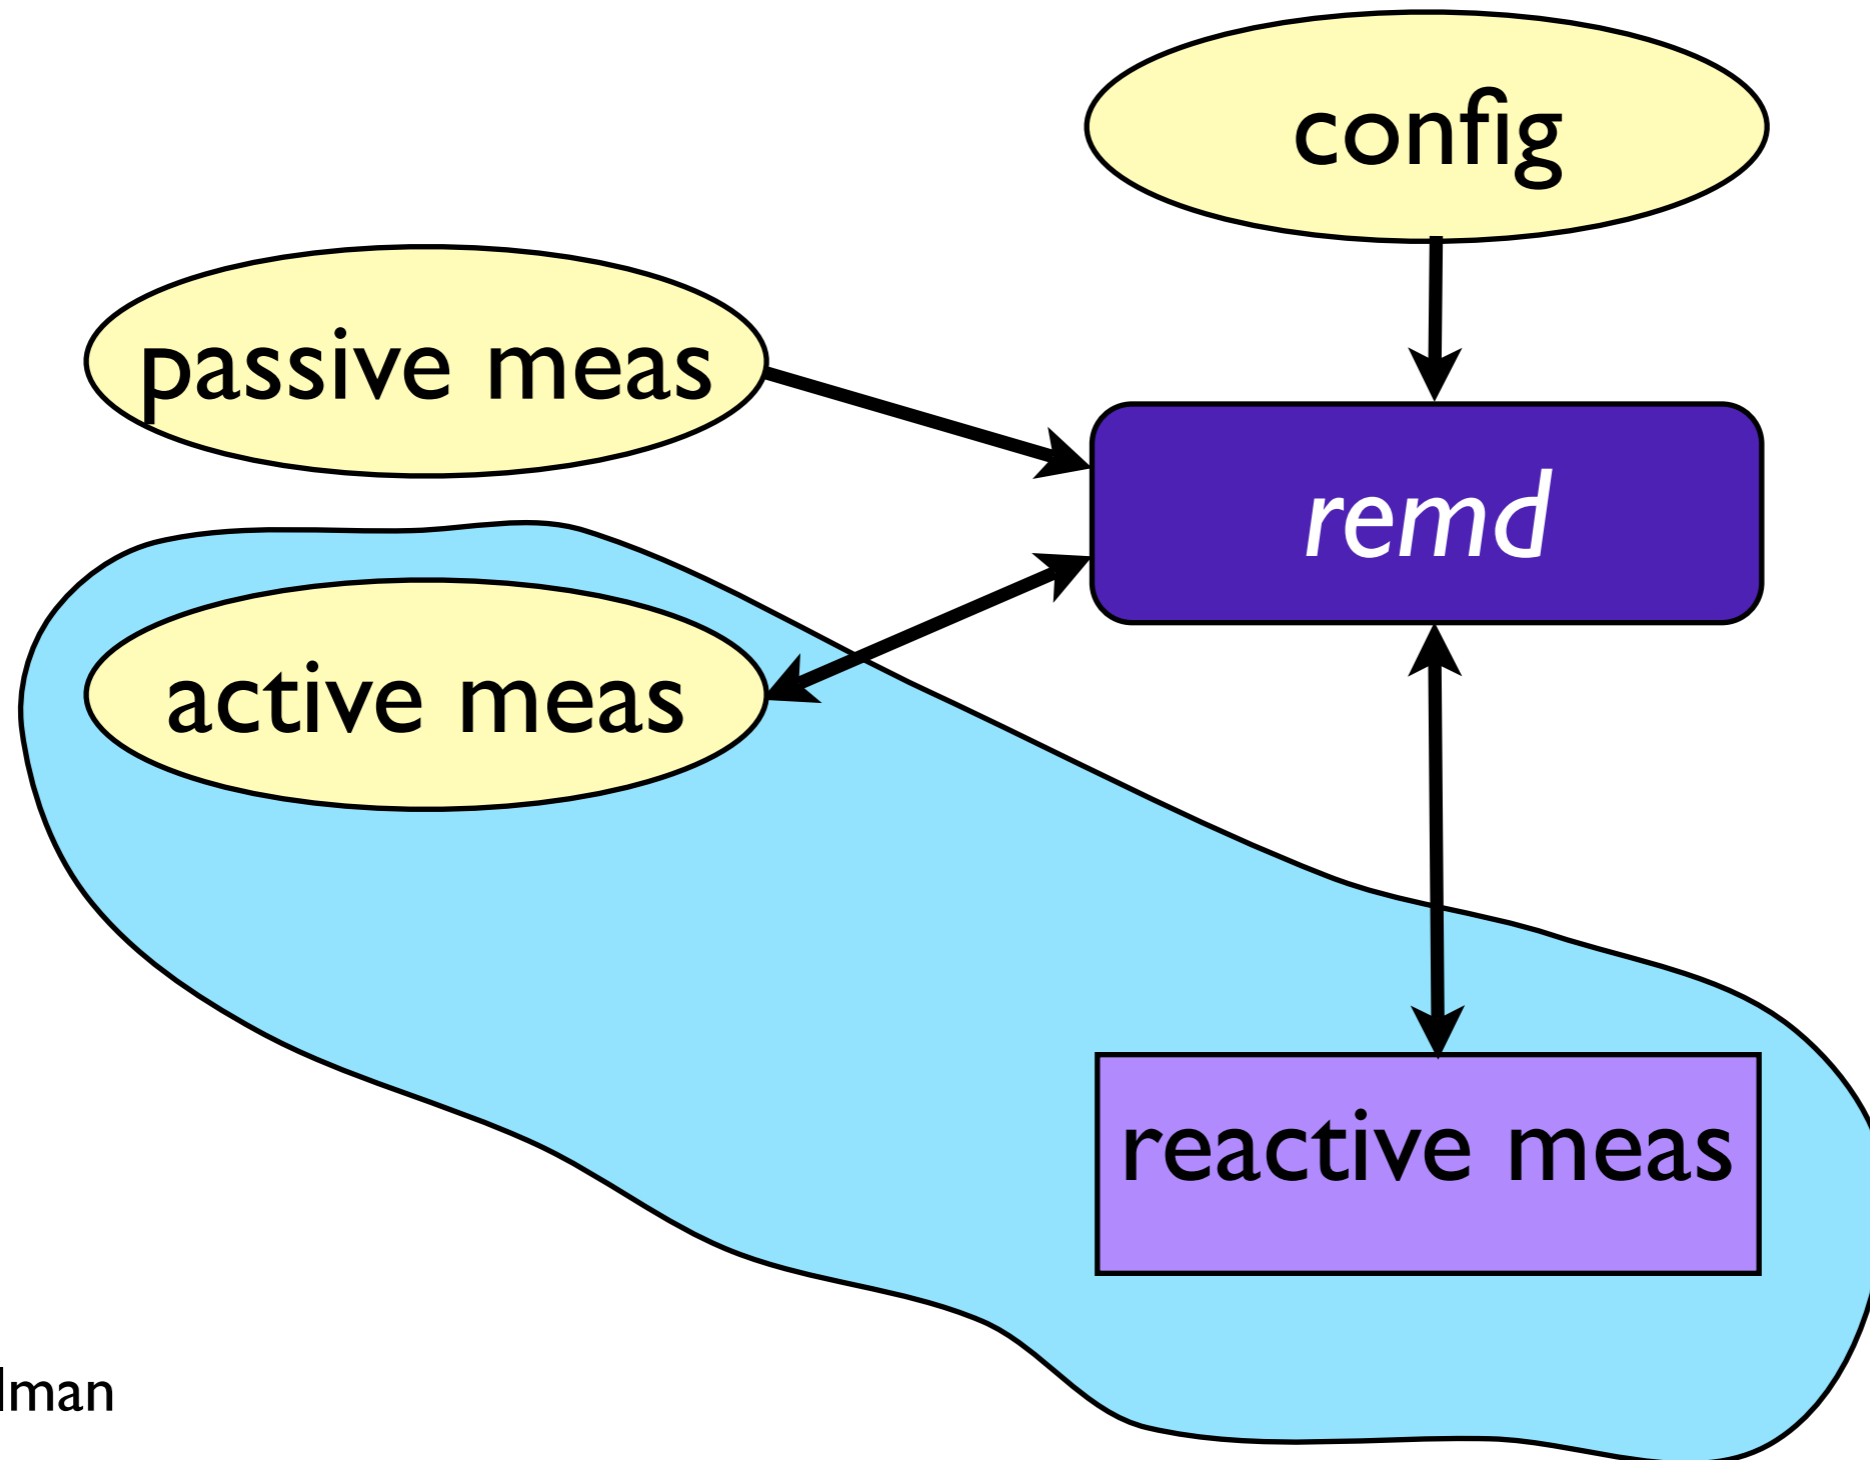 config
passive meas
remd
active meas
reactive meas
lman